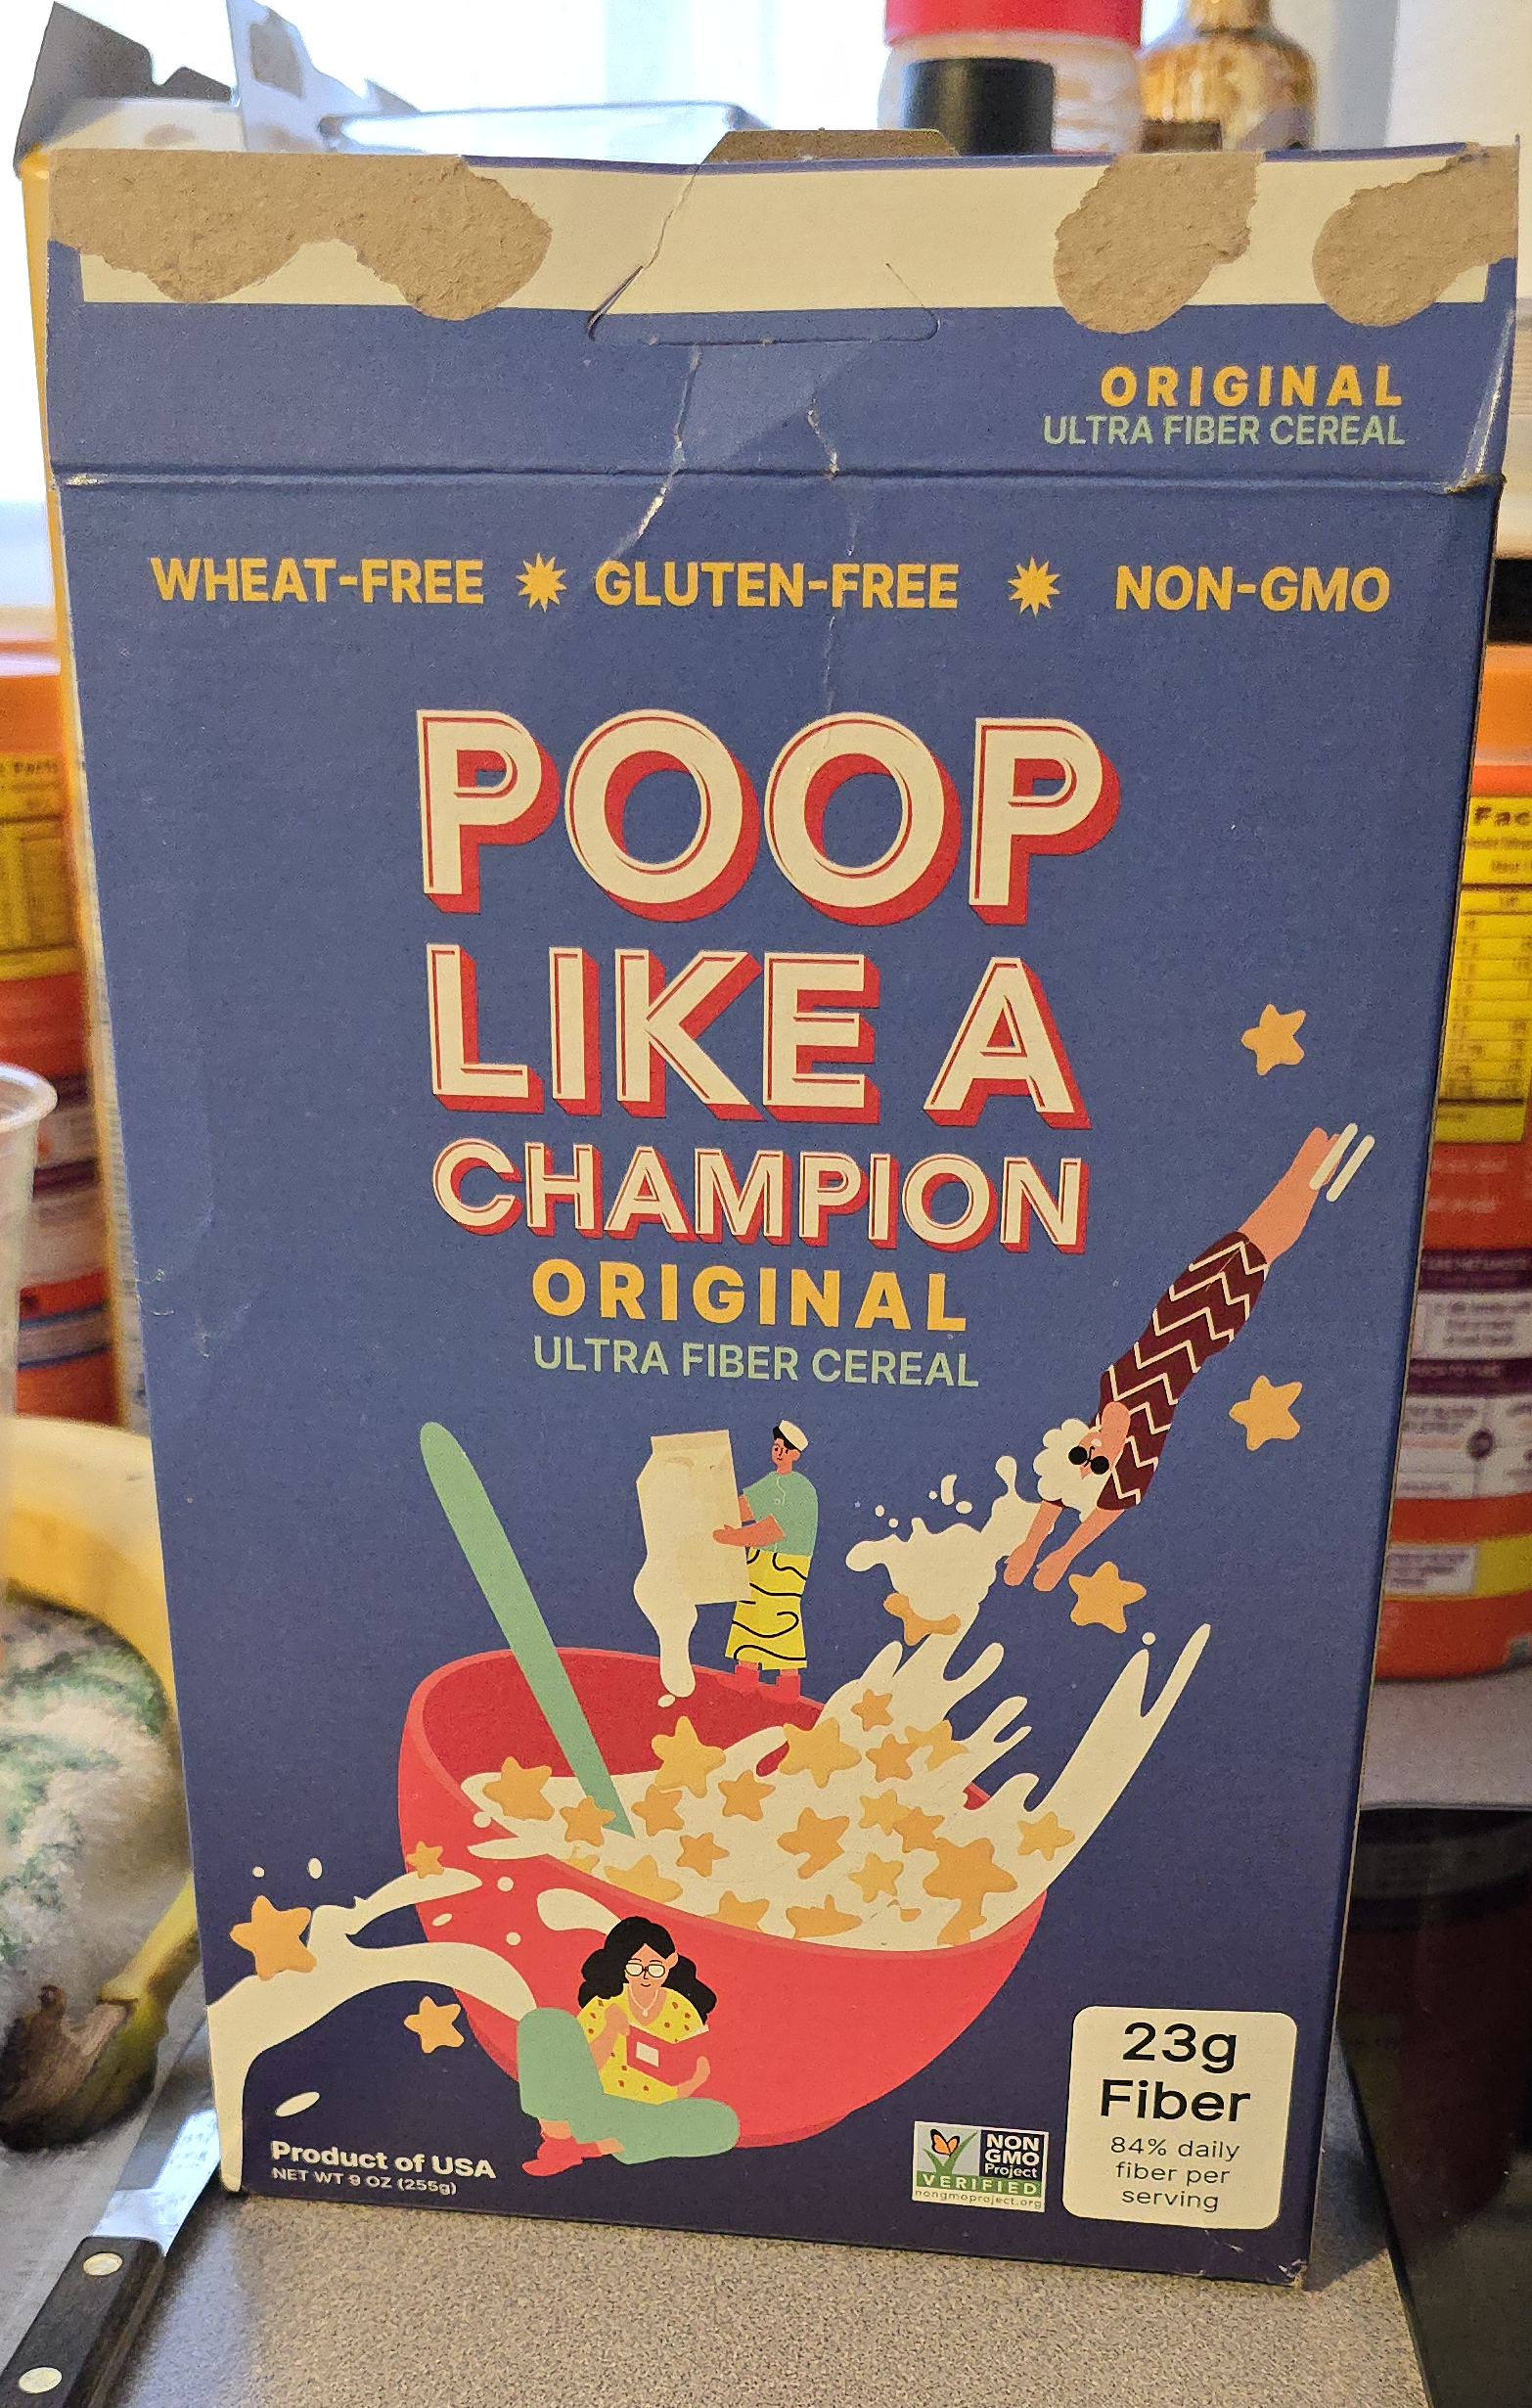 ORIGINAL
ULTRA FIBER CEREAL
WHEAT-FREE GLUTEN-FREE NON-GMO
POOP
LIKE A
CHAMPION
ORIGINAL
ULTRA FIBER CEREAL
23g
Fiber
84% daily
fiber per
serving
NON
GMO
Project
VERIFIED
nongmoproject.org
Product of USA
NET WT 9 OZ (255g)